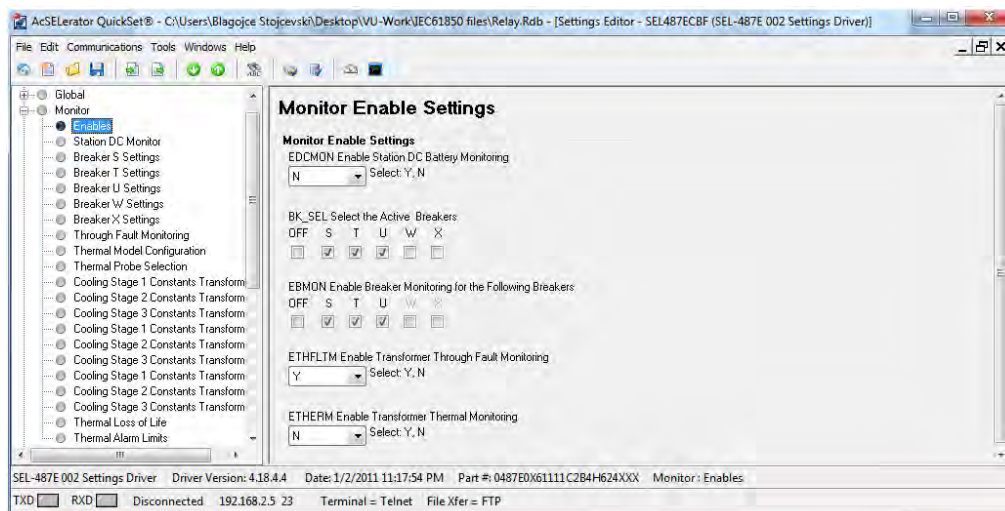 AcSELerator QuickSet® - C:\Users\Blagojce Stojcevski\Desktop\VU-Work\IEC61850 files\Relay.Rdb - [Settings Editor - SEL487ECBF (SEL-487E 002 Settings Driver)]
File Edit Communications Tools Windows Help
Global
Monitor
Enables
Station DC Monitor
Breaker S Settings
Breaker T Settings
Breaker U Settings
Breaker W Settings
Breaker X Settings
Through Fault Monitoring
Thermal Model Configuration
Thermal Probe Selection
Cooling Stage 1 Constants Transform
Cooling Stage 2 Constants Transform
Cooling Stage 3 Constants Transform
Cooling Stage 1 Constants Transform
Cooling Stage 2 Constants Transform
Cooling Stage 3 Constants Transform
Cooling Stage 1 Constants Transform
Cooling Stage 2 Constants Transform
Cooling Stage 3 Constants Transform
Thermal Loss of Life
Thermal Alarm Limits
Monitor Enable Settings
Monitor Enable Settings
EDCMON Enable Station DC Battery Monitoring
N Select: Y, N
BK_SEL Select the Active Breakers
OFF S T U W X
EBMON Enable Breaker Monitoring for the Following Breakers
OFF S T U W X
ETHFLTM Enable Transformer Through Fault Monitoring
Y Select: Y, N
ETHERM Enable Transformer Thermal Monitoring
N Select: Y, N
SEL-487E 002 Settings Driver Driver Version: 4.18.4.4 Date: 1/2/2011 11:17:54 PM Part #: 0487E0X61111C2B4H624XXX Monitor : Enables
TXD RXD Disconnected 192.168.2.5 23 Terminal = Telnet File Xfer = FTP